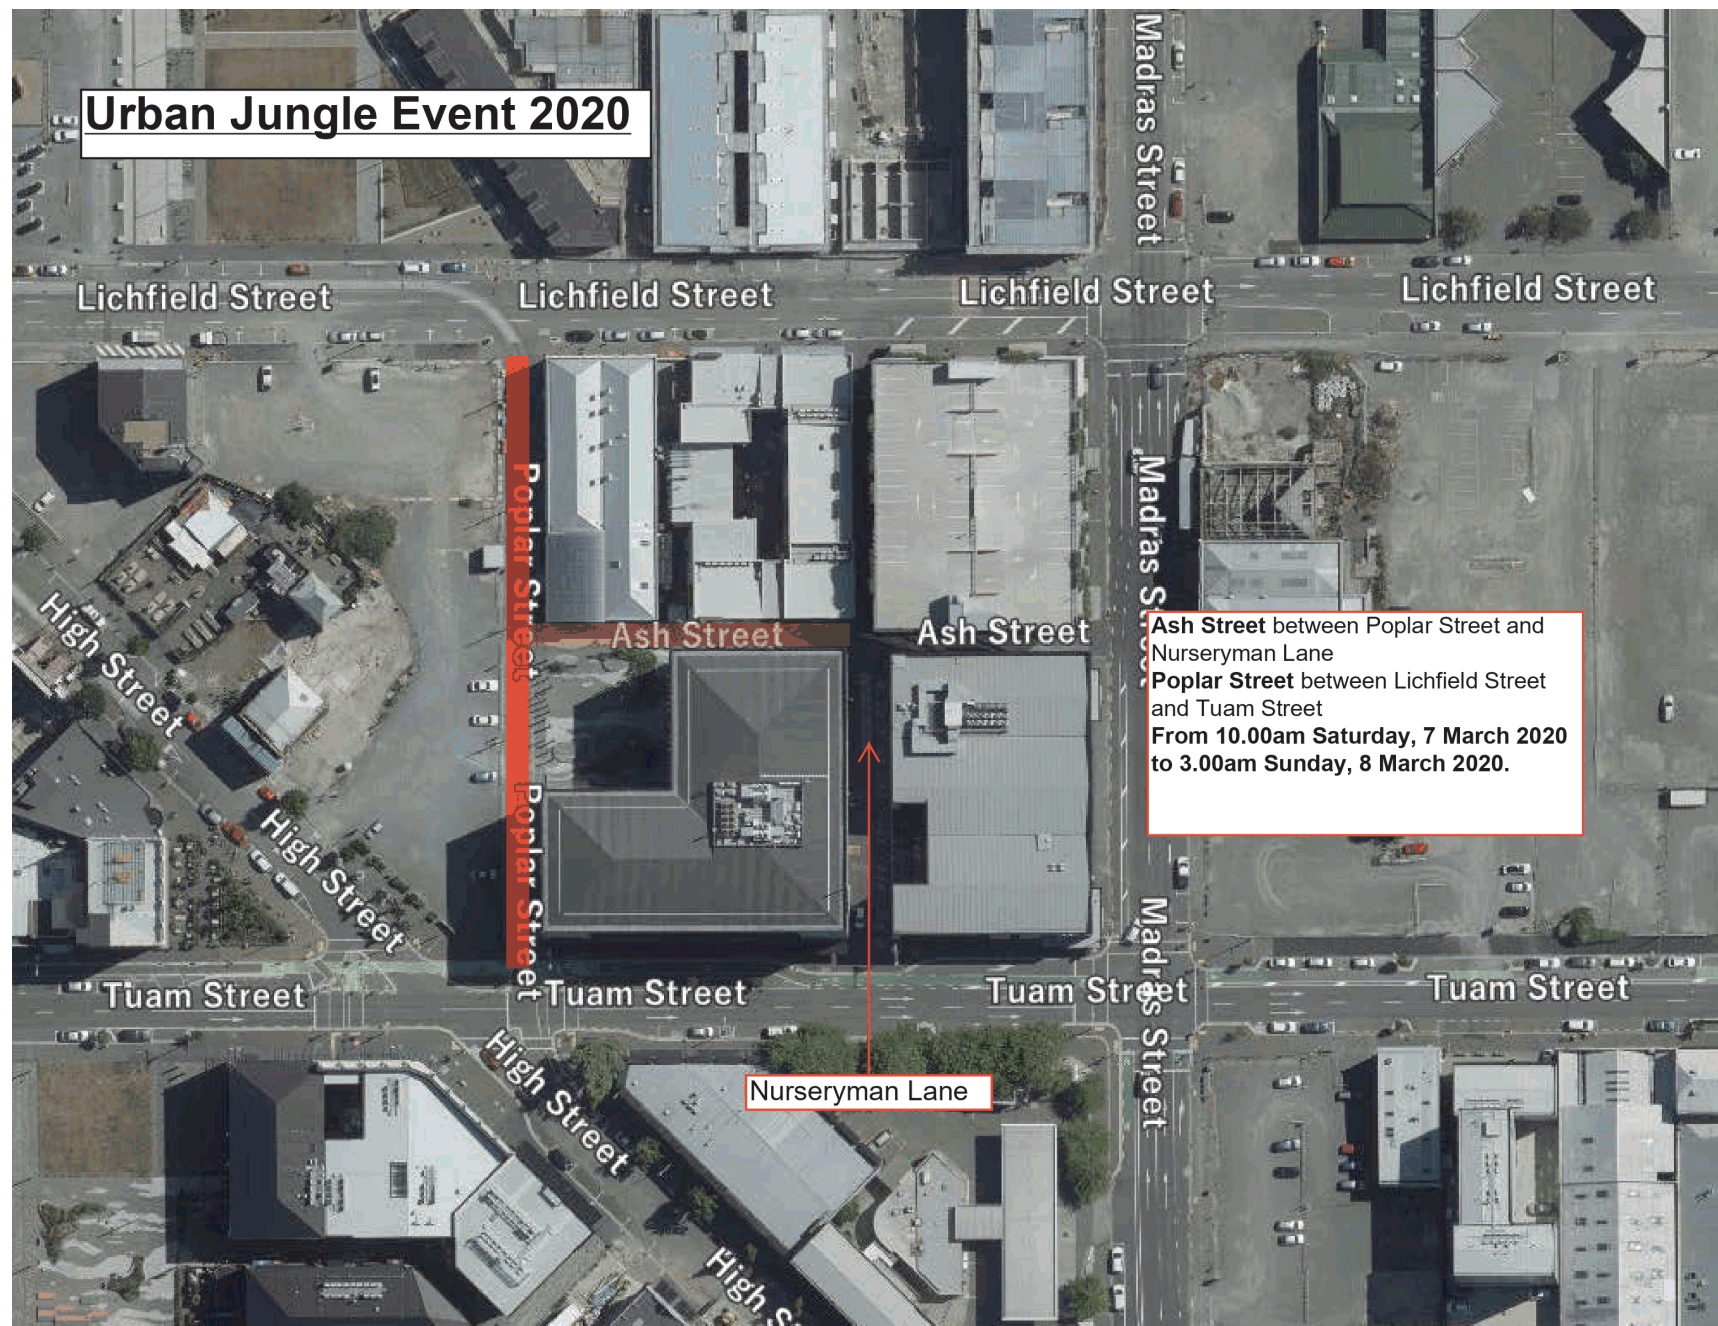 Urban Jungle Event 2020
Madras Street
Lichfield Street
Lichfield Street
Lichfield Street
Lichfield Street
Poplar Street
Madras Street
Ash Street
Ash Street
High Street
Ash Street between Poplar Street and
Nurseryman Lane
Poplar Street between Lichfield Street
and Tuam Street
From 10.00am Saturday, 7 March 2020
to 3.00am Sunday, 8 March 2020.
Poplar Street
High Street
Madras Street
Tuam Street
Tuam Street
Tuam Street
Tuam Street
High Street
Nurseryman Lane
High S